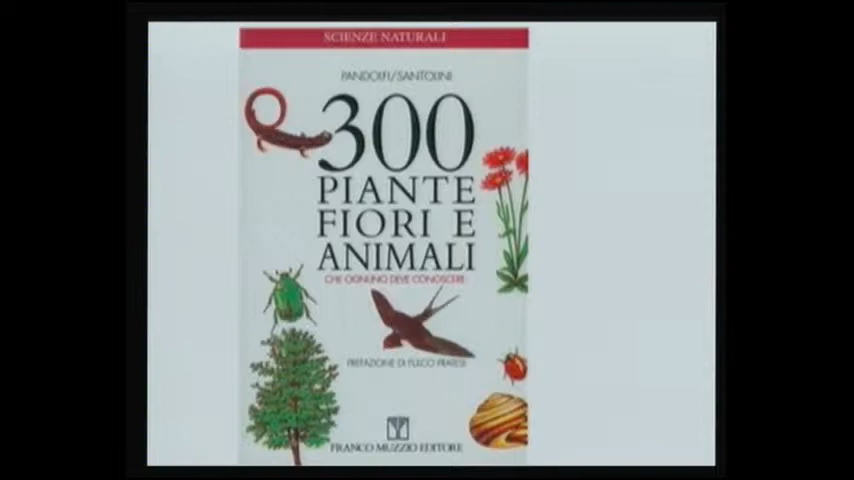 SCIENZE NATURALI
PANDOLFI/SANTOLINI
300
PIANTE
FIORI E
ANIMALI
CHE OGNUNO DEVE CONOSCERE
PREFAZIONE DI FULCO PRATESI
FRANCO MUZZIO EDITORE